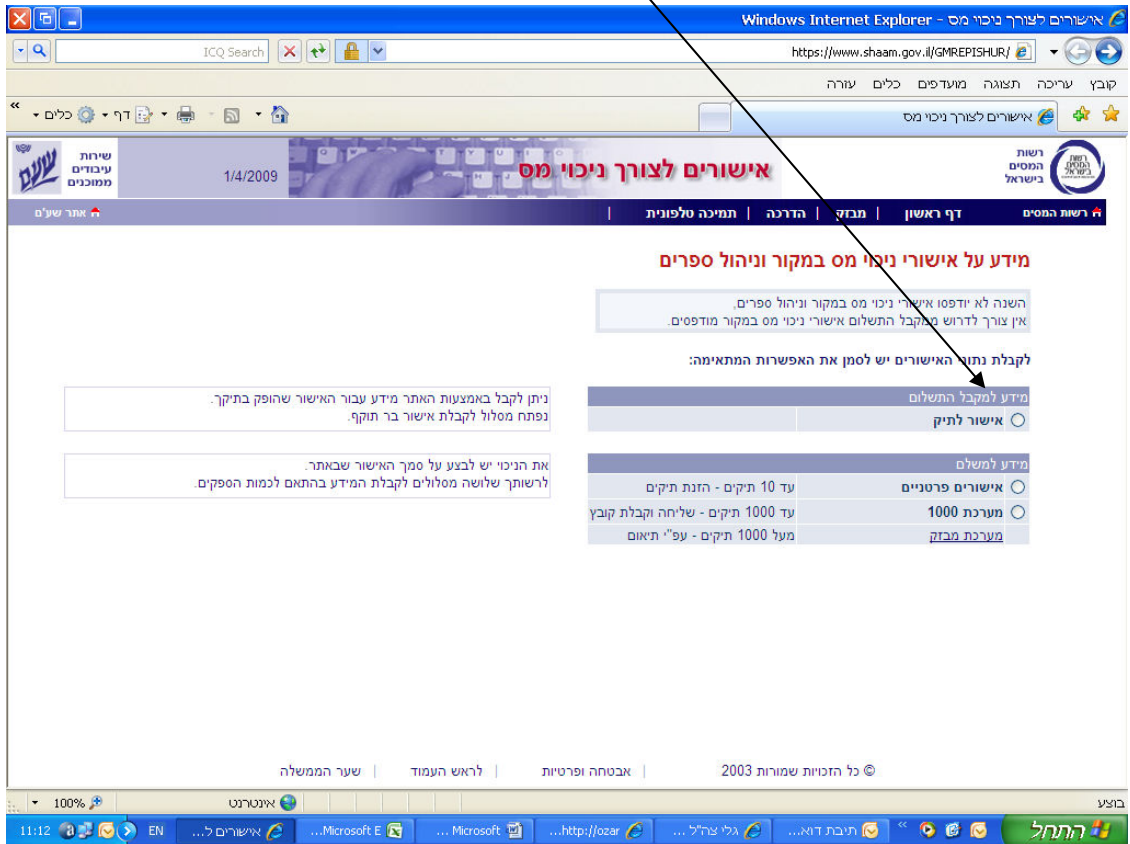 אישורים לצורך ניכוי מס - Windows Internet Explorer
https://www.shaam.gov.il/GMREPISHUR/
ICQ Search
קובץ עריכה תצוגה מועדפים כלים עזרה
אישורים לצורך ניכוי מס
דף כלים
רשות המסים בישראל
אישורים לצורך ניכוי מס
1/4/2009
שירות עיבודים ממוכנים
שעמ
רשות המסים
דף ראשון | מבזק | הדרכה | תמיכה טלפונית |
אתר שע"ם
מידע על אישורי ניכוי מס במקור וניהול ספרים
השנה לא יודפסו אישורי ניכוי מס במקור וניהול ספרים,
אין צורך לדרוש ממקבל התשלום אישורי ניכוי מס במקור מודפסים.
לקבלת נתוני האישורים יש לסמן את האפשרות המתאימה:
מידע למקבל התשלום
אישור לתיק
ניתן לקבל באמצעות האתר מידע עבור האישור שהופק בתיקך.
נפתח מסלול לקבלת אישור בר תוקף.
מידע למשלם
אישורים פרטניים עד 10 תיקים - הזנת תיקים
מערכת 1000 עד 1000 תיקים - שליחה וקבלת קובץ
מערכת מבזק מעל 1000 תיקים - עפ"י תיאום
את הניכוי יש לבצע על סמך האישור שבאתר.
לרשותך שלושה מסלולים לקבלת המידע בהתאם לכמות הספקים.
© כל הזכויות שמורות 2003 | אבטחה ופרטיות | לראש העמוד | שער הממשלה
בוצע
אינטרנט
100%
התחל
תיבת דוא...
גלי צה"ל ...
http://ozar...
Microsoft ...
Microsoft E...
אישורים ל...
EN
11:12